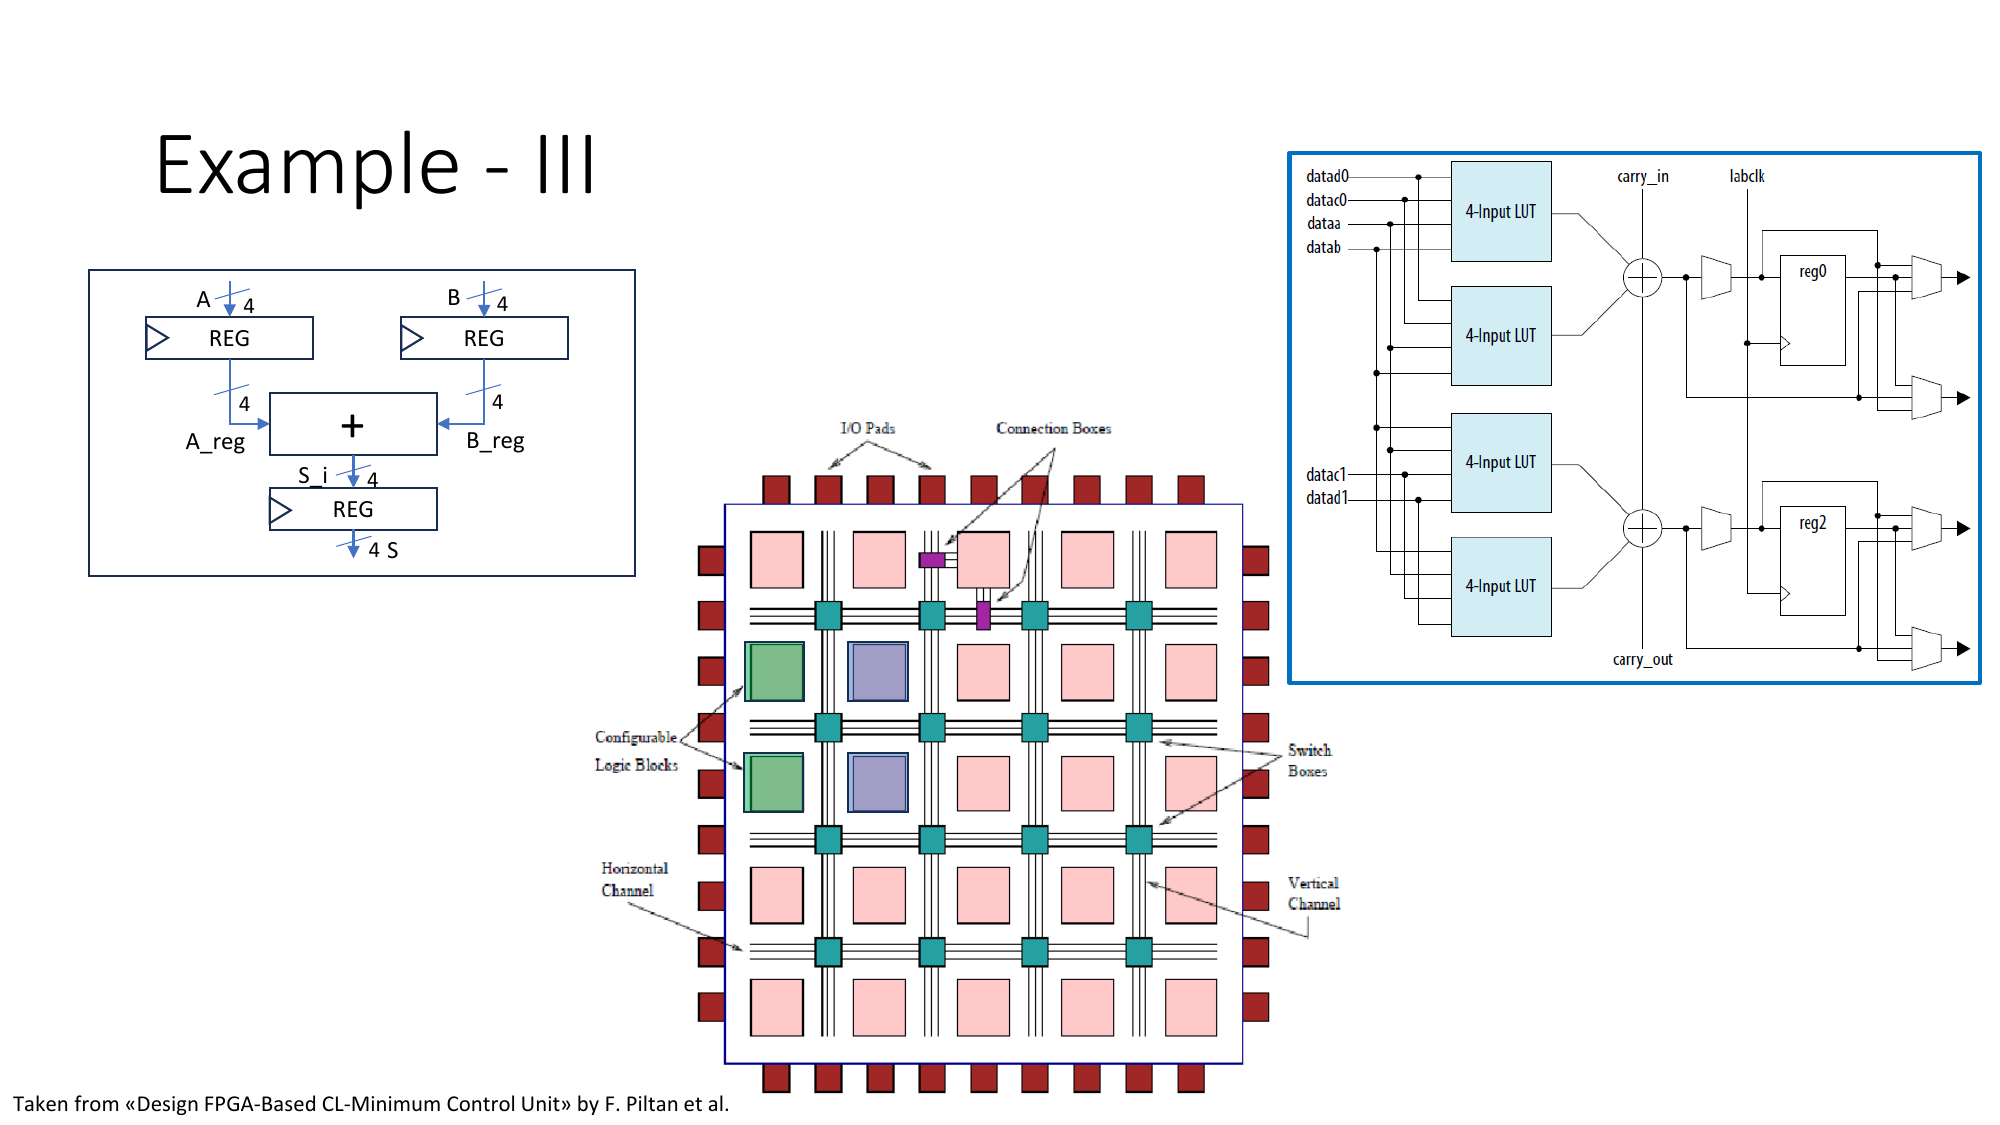 Example - III
A
4
B
4
REG
REG
4
4
+
A_reg
B_reg
S_i
4
REG
4 S
datad0
datac0
dataa
datab
4-Input LUT
carry_in
labclk
reg0
4-Input LUT
4-Input LUT
datac1
datad1
reg2
4-Input LUT
carry_out
I/O Pads
Connection Boxes
Configurable
Logic Blocks
Switch
Boxes
Horizontal
Channel
Vertical
Channel
Taken from «Design FPGA-Based CL-Minimum Control Unit» by F. Piltan et al.